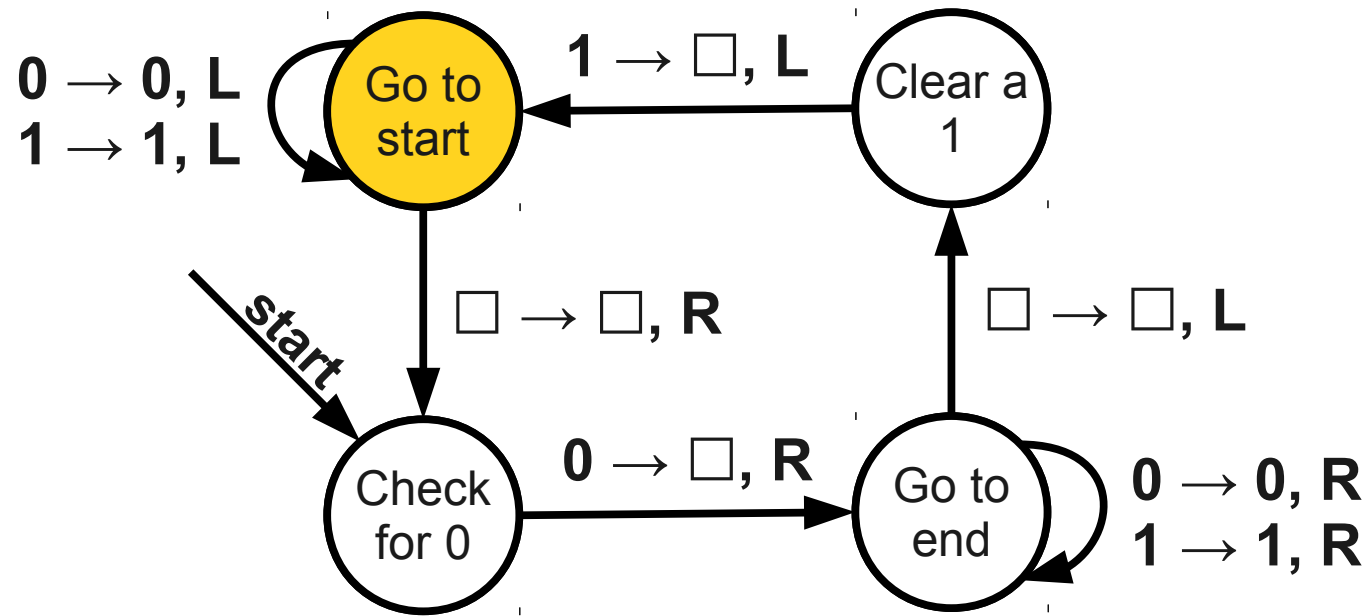 0 → 0, L
1 → 1, L
Go to
start
1 → □, L
Clear a
1
□ → □, R
□ → □, L
start
Check
for 0
0 → □, R
Go to
end
0 → 0, R
1 → 1, R